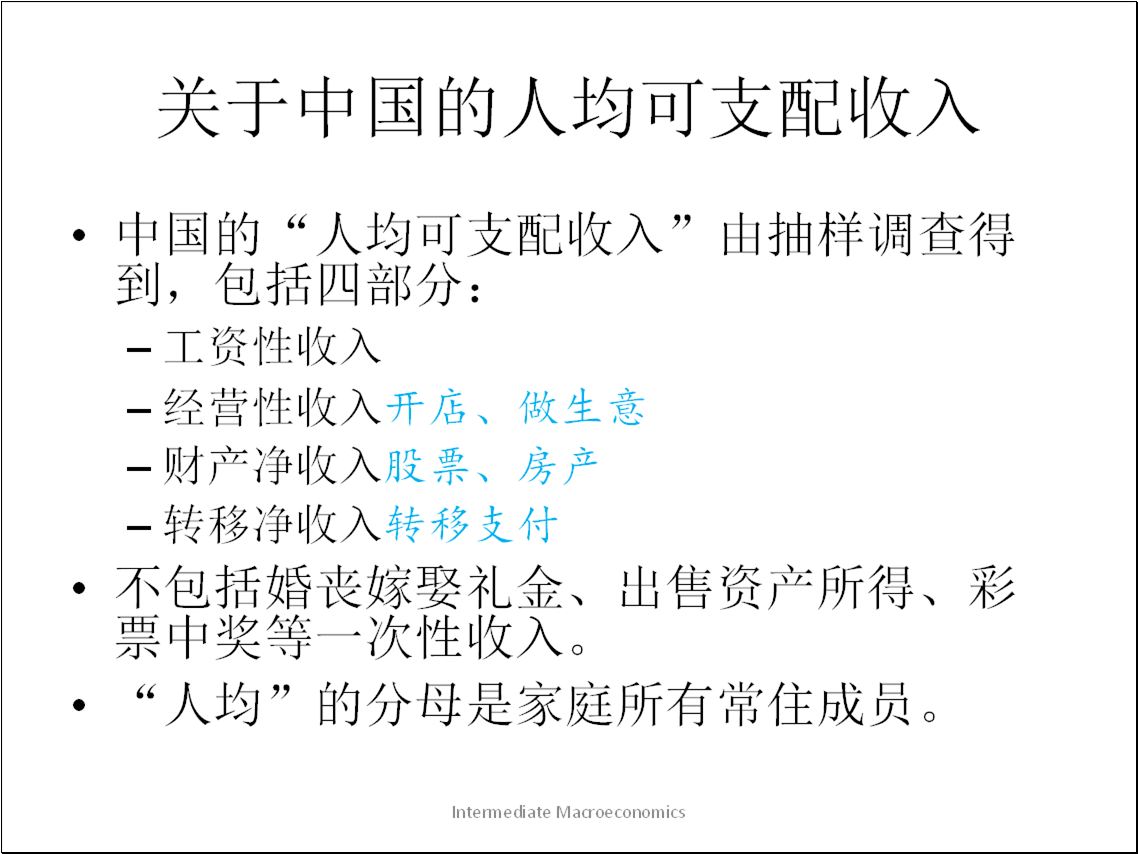 关于中国的人均可支配收入
• 中国的“人均可支配收入”由抽样调查得
到，包括四部分：
– 工资性收入
– 经营性收入开店、做生意
– 财产净收入股票、房产
– 转移净收入转移支付
• 不包括婚丧嫁娶礼金、出售资产所得、彩
票中奖等一次性收入。
• “人均”的分母是家庭所有常住成员。
Intermediate Macroeconomics